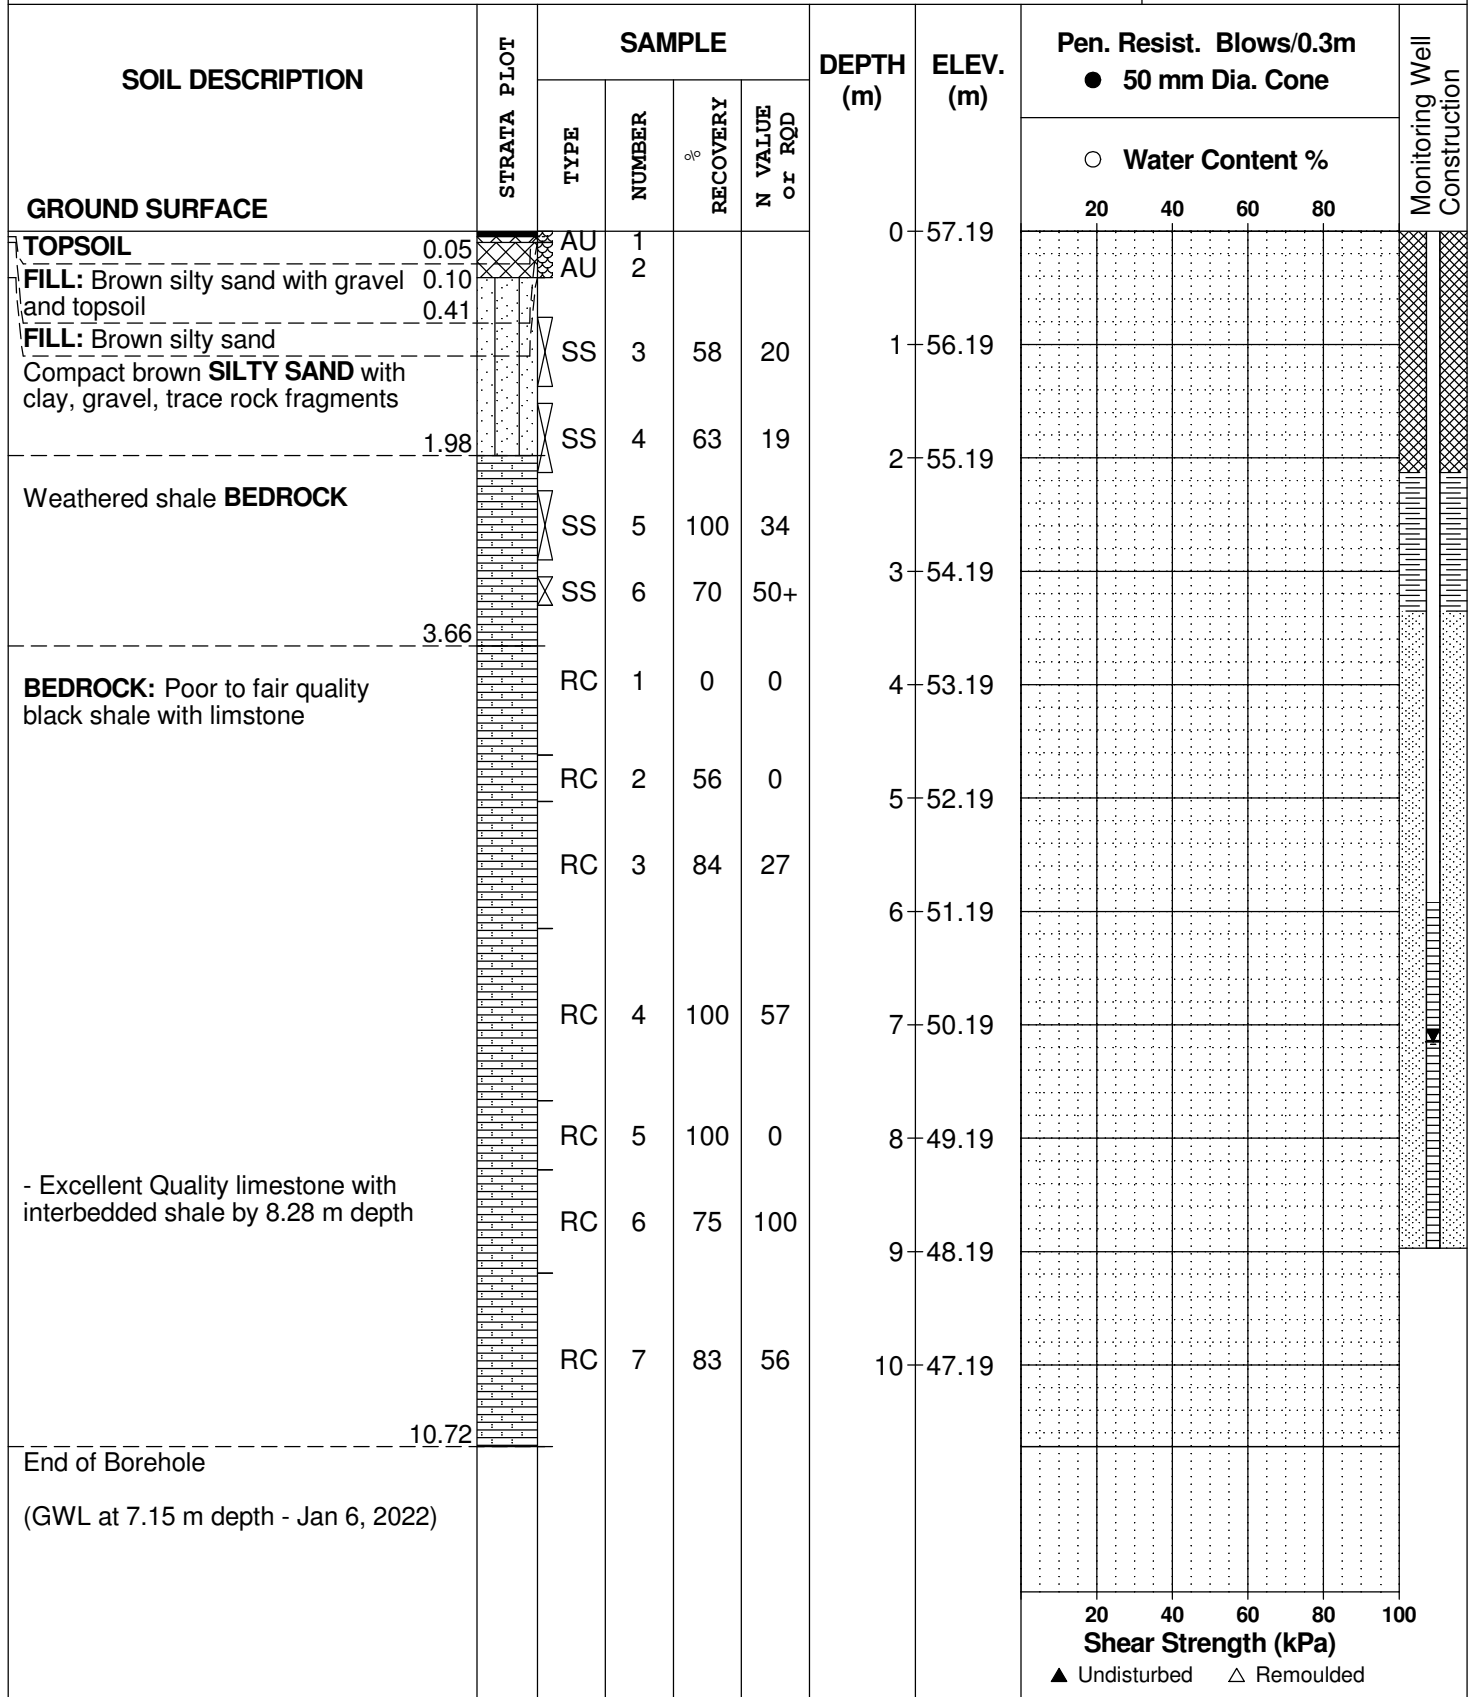 SOIL DESCRIPTION
GROUND SURFACE
STRATA PLOT
SAMPLE
TYPE
NUMBER
% RECOVERY
N VALUE or RQD
DEPTH (m)
ELEV. (m)
Pen. Resist. Blows/0.3m
● 50 mm Dia. Cone
○ Water Content %
20 40 60 80
Monitoring Well Construction
0 57.19
TOPSOIL 0.05
AU 1
FILL: Brown silty sand with gravel 0.10
and topsoil 0.41
AU 2
FILL: Brown silty sand
Compact brown SILTY SAND with
clay, gravel, trace rock fragments
1.98
SS 3 58 20
1 56.19
SS 4 63 19
2 55.19
Weathered shale BEDROCK
SS 5 100 34
3 54.19
SS 6 70 50+
3.66
BEDROCK: Poor to fair quality
black shale with limstone
RC 1 0 0
4 53.19
RC 2 56 0
5 52.19
RC 3 84 27
6 51.19
RC 4 100 57
7 50.19
RC 5 100 0
8 49.19
- Excellent Quality limestone with
interbedded shale by 8.28 m depth
RC 6 75 100
9 48.19
RC 7 83 56
10 47.19
10.72
End of Borehole
(GWL at 7.15 m depth - Jan 6, 2022)
20 40 60 80 100
Shear Strength (kPa)
▲ Undisturbed △ Remoulded